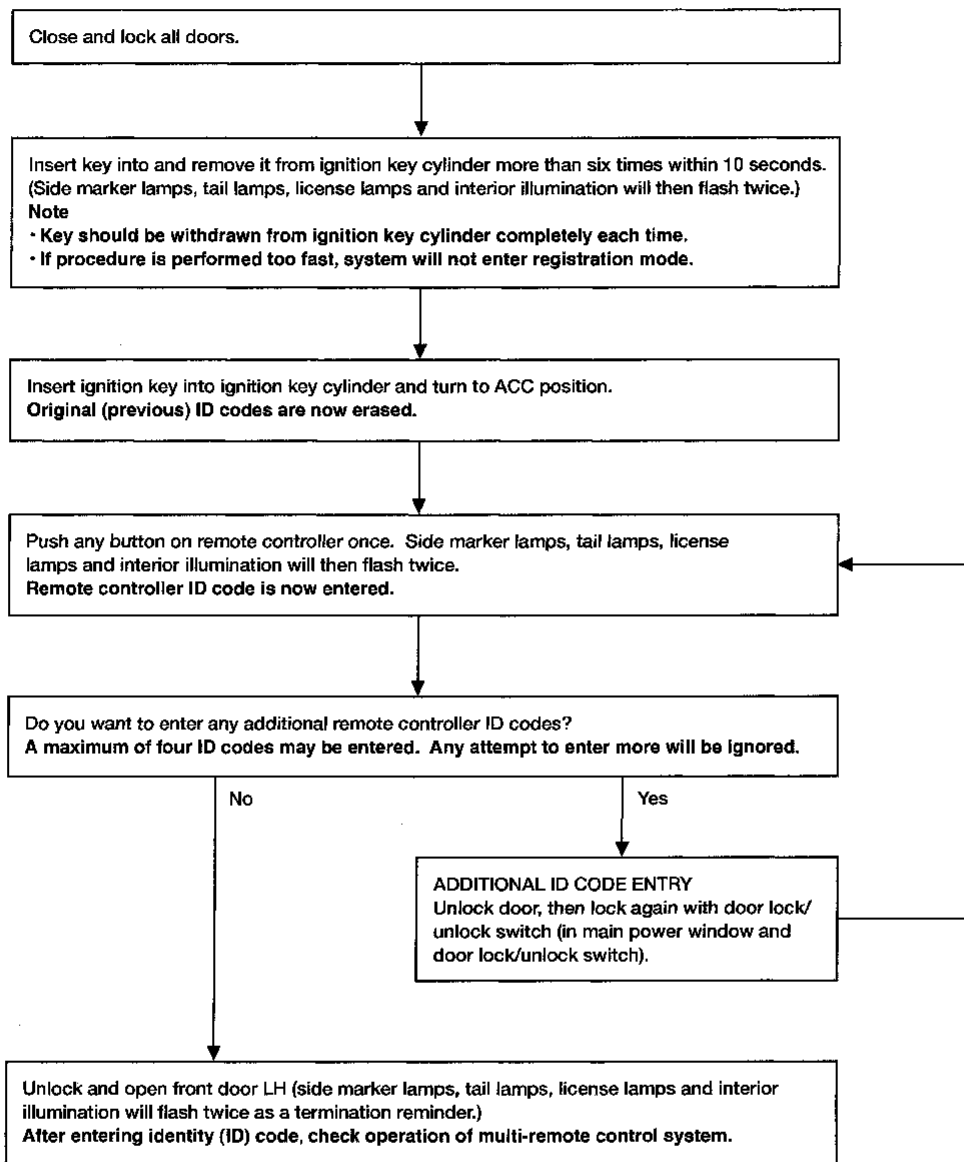 Close and lock all doors.
Insert key into and remove it from ignition key cylinder more than six times within 10 seconds.
(Side marker lamps, tail lamps, license lamps and interior illumination will then flash twice.)
Note
· Key should be withdrawn from ignition key cylinder completely each time.
· If procedure is performed too fast, system will not enter registration mode.
Insert ignition key into ignition key cylinder and turn to ACC position.
Original (previous) ID codes are now erased.
Push any button on remote controller once.  Side marker lamps, tail lamps, license
lamps and interior illumination will then flash twice.
Remote controller ID code is now entered.
Do you want to enter any additional remote controller ID codes?
A maximum of four ID codes may be entered.  Any attempt to enter more will be ignored.
No
Yes
ADDITIONAL ID CODE ENTRY
Unlock door, then lock again with door lock/
unlock switch (in main power window and
door lock/unlock switch).
Unlock and open front door LH (side marker lamps, tail lamps, license lamps and interior
illumination will flash twice as a termination reminder.)
After entering identity (ID) code, check operation of multi-remote control system.